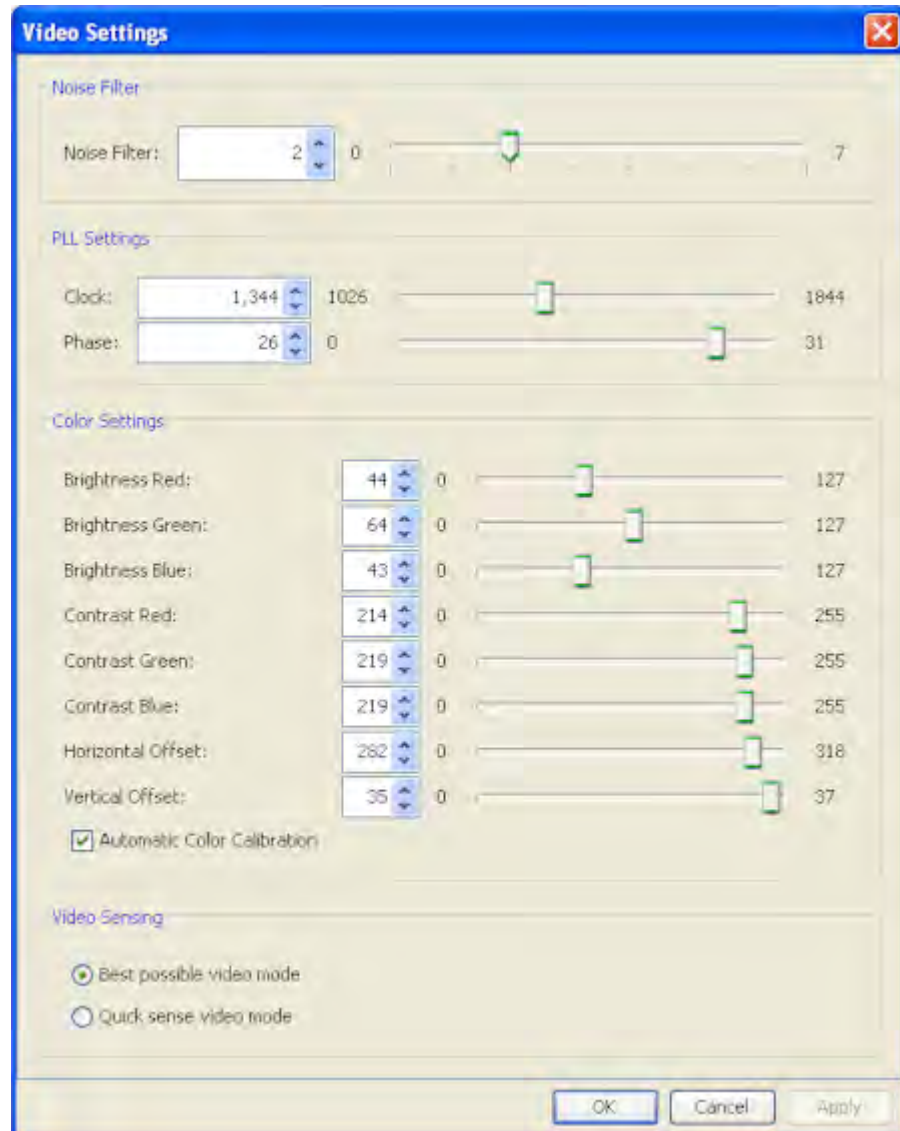 Video Settings
Noise Filter
Noise Filter: 2 0 7
PLL Settings
Clock: 1,344 1026 1844
Phase: 26 0 31
Color Settings
Brightness Red: 44 0 127
Brightness Green: 64 0 127
Brightness Blue: 43 0 127
Contrast Red: 214 0 255
Contrast Green: 219 0 255
Contrast Blue: 219 0 255
Horizontal Offset: 282 0 318
Vertical Offset: 35 0 37
Automatic Color Calibration
Video Sensing
Best possible video mode
Quick sense video mode
OK Cancel Apply